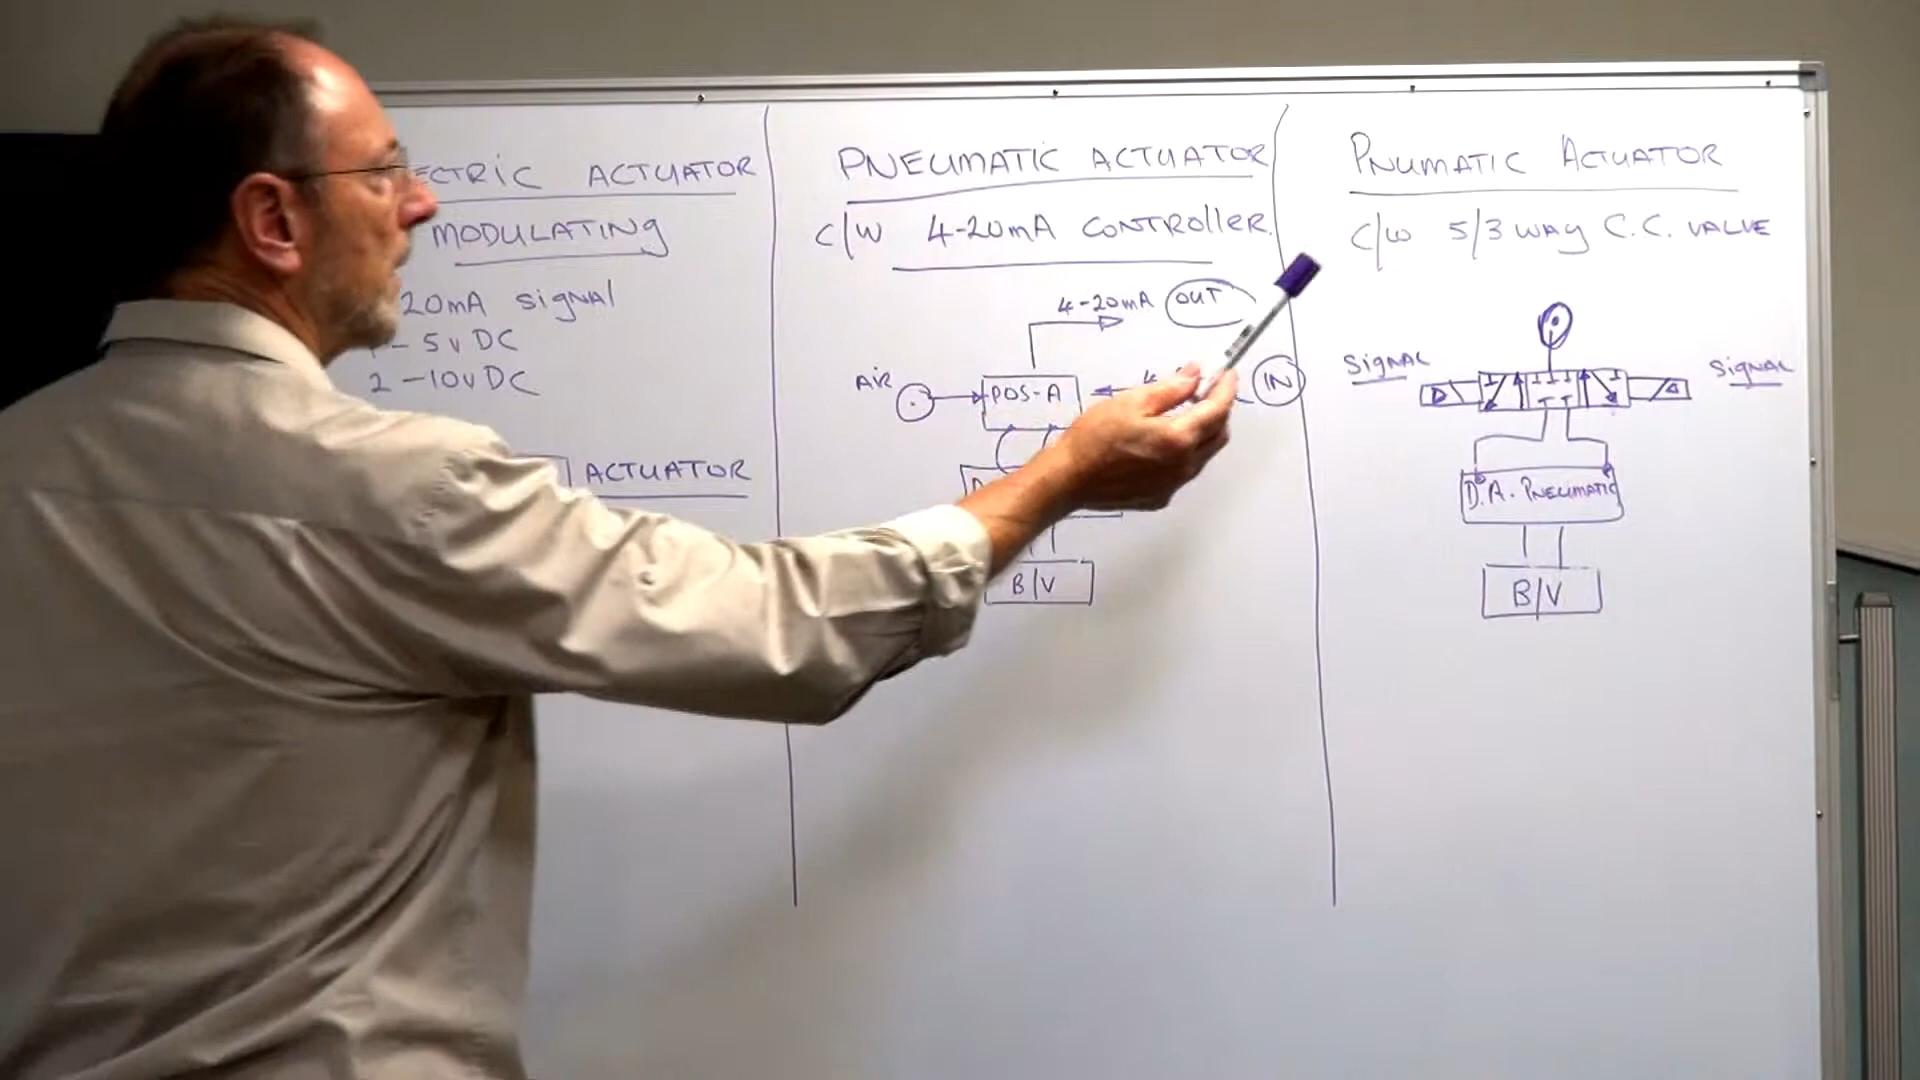 ECTRIC ACTUATOR
MODULATING
20mA SIGNAL
- 5v DC
2 - 10v DC
ACTUATOR
PNEUMATIC ACTUATOR
C/W 4-20mA CONTROLLER.
4-20mA OUT
AIR
POS-A
IN
B/V
PNUMATIC ACTUATOR
C/W 5/3 WAY C.C. VALVE
SIGNAL
SIGNAL
D.A. PNEUMATIC
B/V